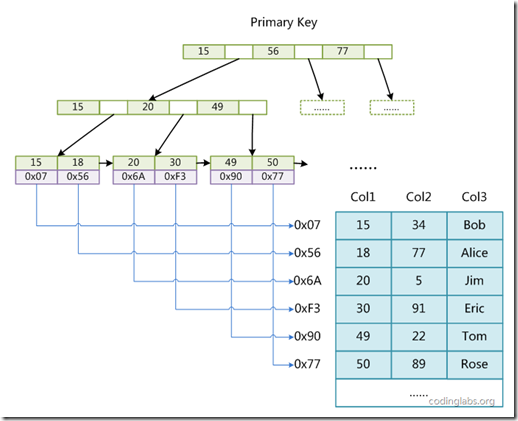 Primary Key
15 56 77
15 20 49
...... ......
15 18 20 30 49 50
0x07 0x56 0x6A 0xF3 0x90 0x77
......
Col1 Col2 Col3
0x07 15 34 Bob
0x56 18 77 Alice
0x6A 20 5 Jim
0xF3 30 91 Eric
0x90 49 22 Tom
0x77 50 89 Rose
......
codinglabs.org